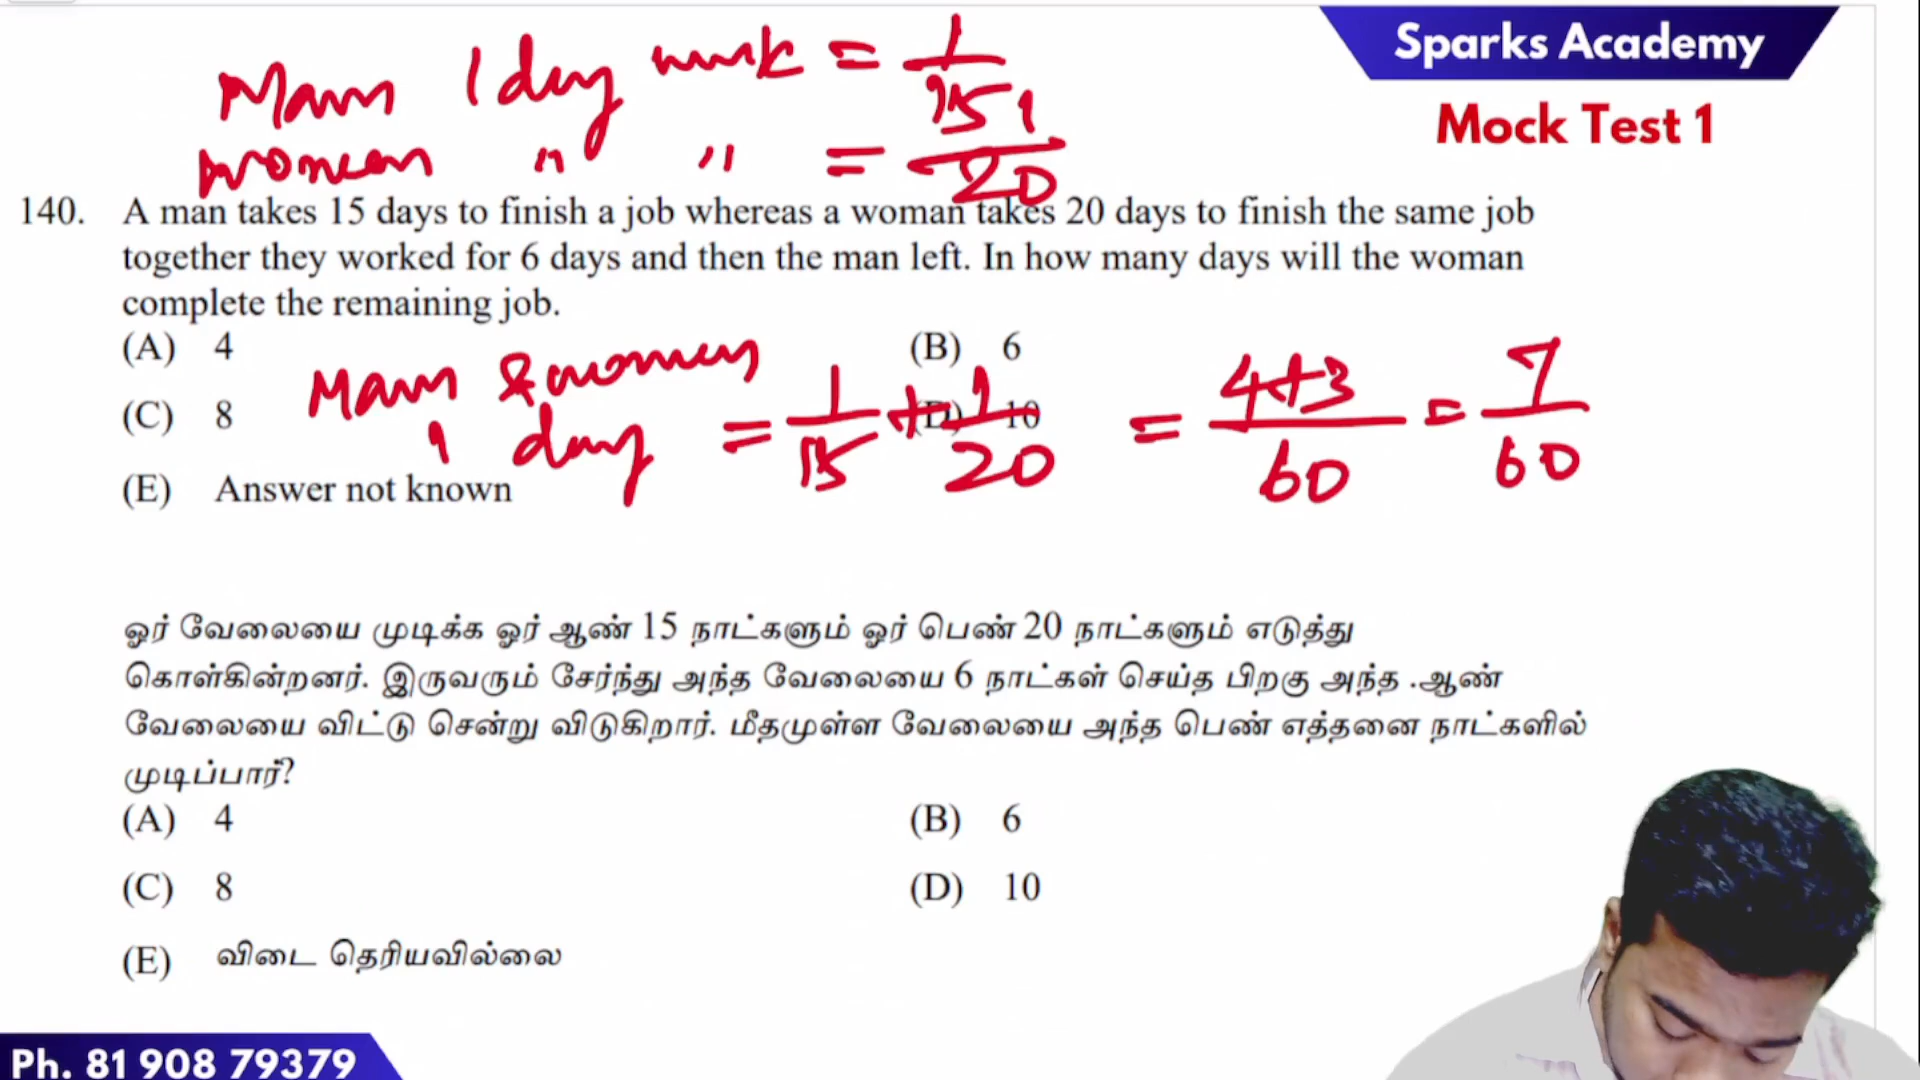 Sparks Academy
Mock Test 1
Man 1 day work = 1/15
women " " = 1/20
140. A man takes 15 days to finish a job whereas a woman takes 20 days to finish the same job
together they worked for 6 days and then the man left. In how many days will the woman
complete the remaining job.
(A) 4 (B) 6
(C) 8 (D) 10
Man & women
1 day = 1/15 + 1/20 = 4+3/60 = 7/60
(E) Answer not known
ஓர் வேலையை முடிக்க ஓர் ஆண் 15 நாட்களும் ஓர் பெண் 20 நாட்களும் எடுத்து
கொள்கின்றனர். இருவரும் சேர்ந்து அந்த வேலையை 6 நாட்கள் செய்த பிறகு அந்த .ஆண்
வேலையை விட்டு சென்று விடுகிறார். மீதமுள்ள வேலையை அந்த பெண் எத்தனை நாட்களில்
முடிப்பார்?
(A) 4 (B) 6
(C) 8 (D) 10
(E) விடை தெரியவில்லை
Ph. 81 908 79379